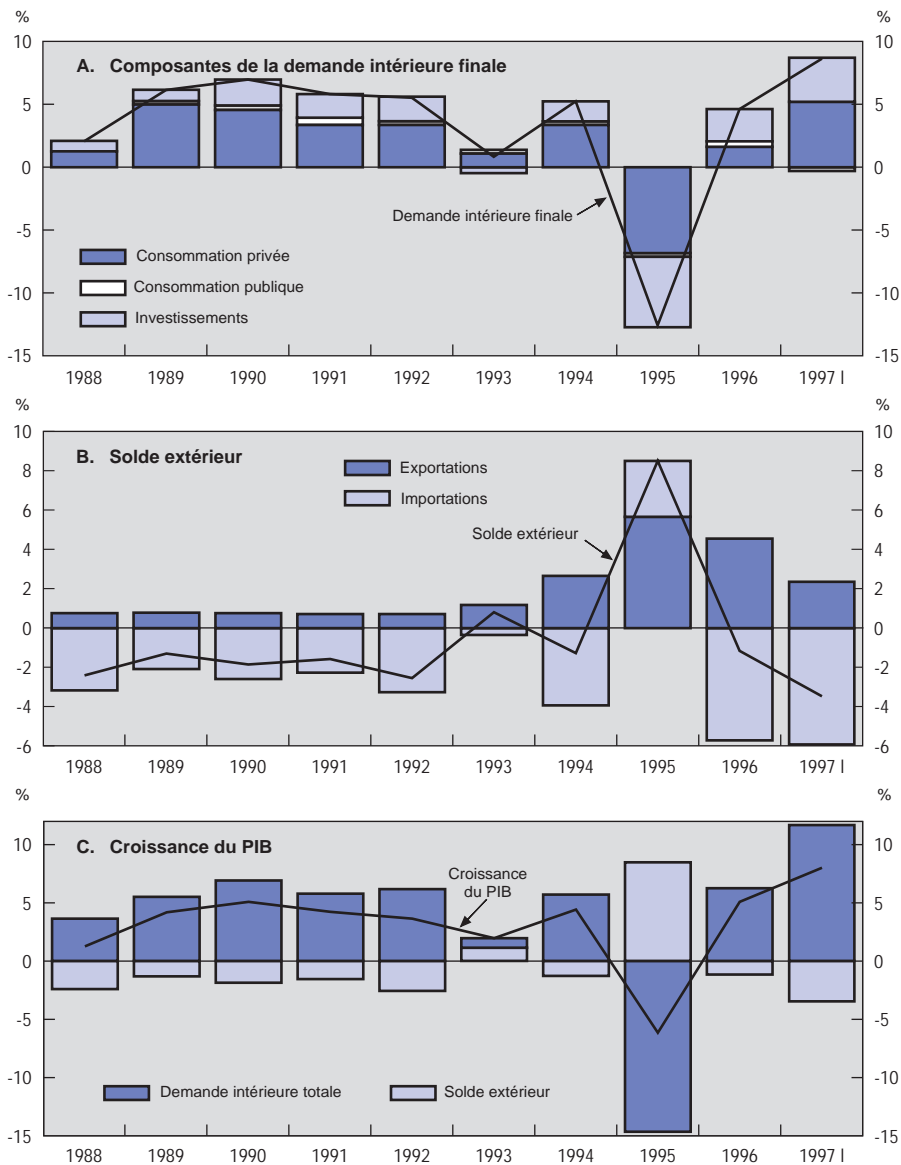 % %
A. Composantes de la demande intérieure finale
10 10
5 5
0 0
Demande intérieure finale
-5 -5
Consommation privée
Consommation publique
-10 -10
Investissements
-15 -15
1988 1989 1990 1991 1992 1993 1994 1995 1996 1997 I
% %
10 10
B. Solde extérieur
Exportations
8 8
Importations
6 6
Solde extérieur
4 4
2 2
0 0
-2 -2
-4 -4
-6 -6
1988 1989 1990 1991 1992 1993 1994 1995 1996 1997 I
% %
C. Croissance du PIB
10 10
Croissance
du PIB
5 5
0 0
-5 -5
-10 -10
Demande intérieure totale Solde extérieur
-15 -15
1988 1989 1990 1991 1992 1993 1994 1995 1996 1997 I